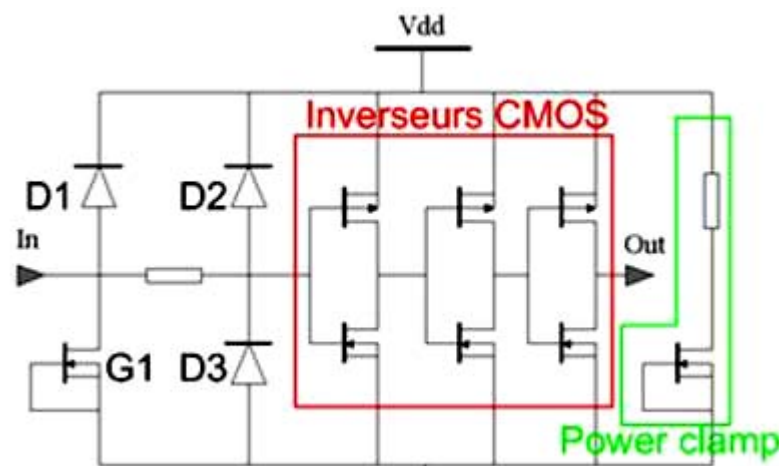 Vdd
Inverseurs CMOS
D1
D2
In
Out
G1
D3
Power clamp